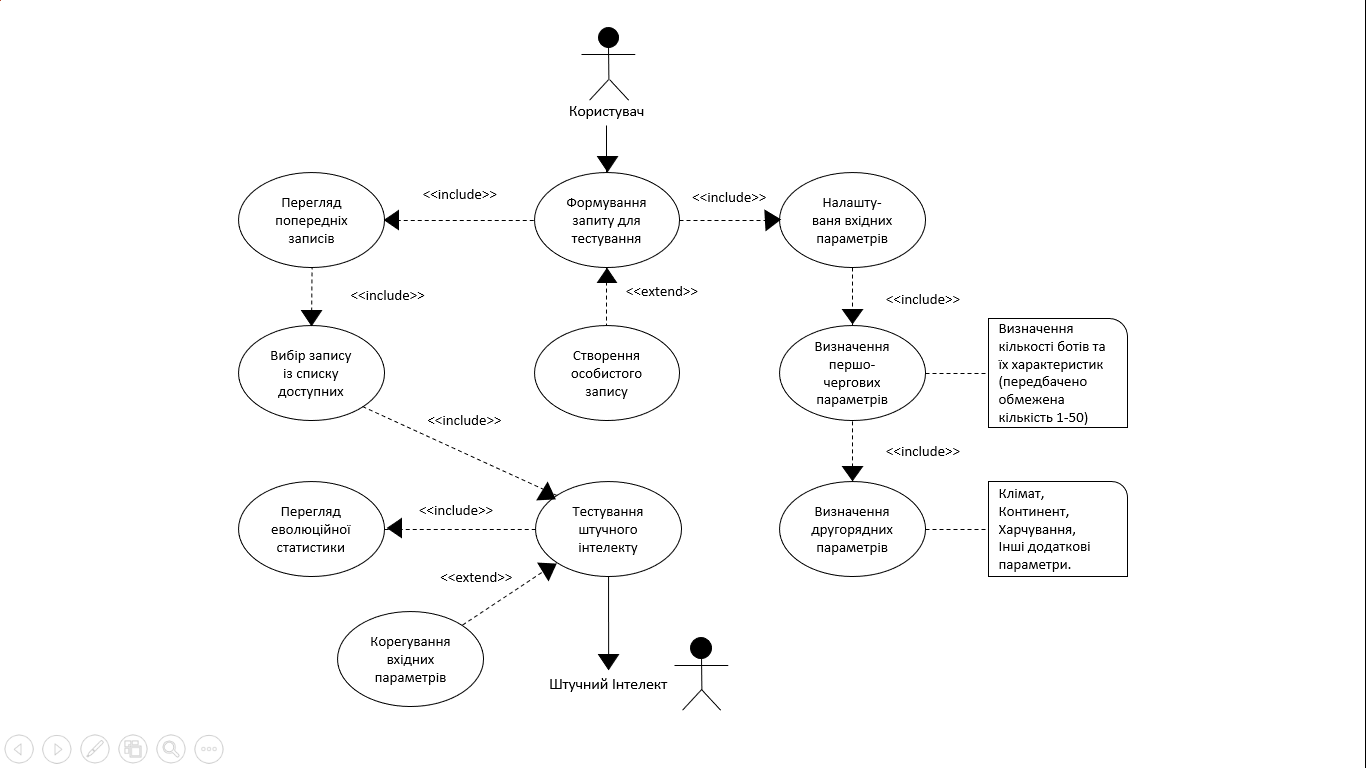 Користувач
Перегляд
попередніх
записів
<<include>>
Формування
запиту для
тестування
<<include>>
Налашту-
ваня вхідних
параметрів
<<include>>
<<extend>>
<<include>>
Вибір запису
із списку
доступних
Створення
особистого
запису
Визначення
першо-
чергових
параметрів
Визначення
кількості ботів та
їх характеристик
(передбачено
обмежена
кількість 1-50)
<<include>>
<<include>>
Перегляд
еволюційної
статистики
<<include>>
Тестування
штучного
інтелекту
Визначення
другорядних
параметрів
Клімат,
Континент,
Харчування,
Інші додаткові
параметри.
<<extend>>
Корегування
вхідних
параметрів
Штучний Інтелект